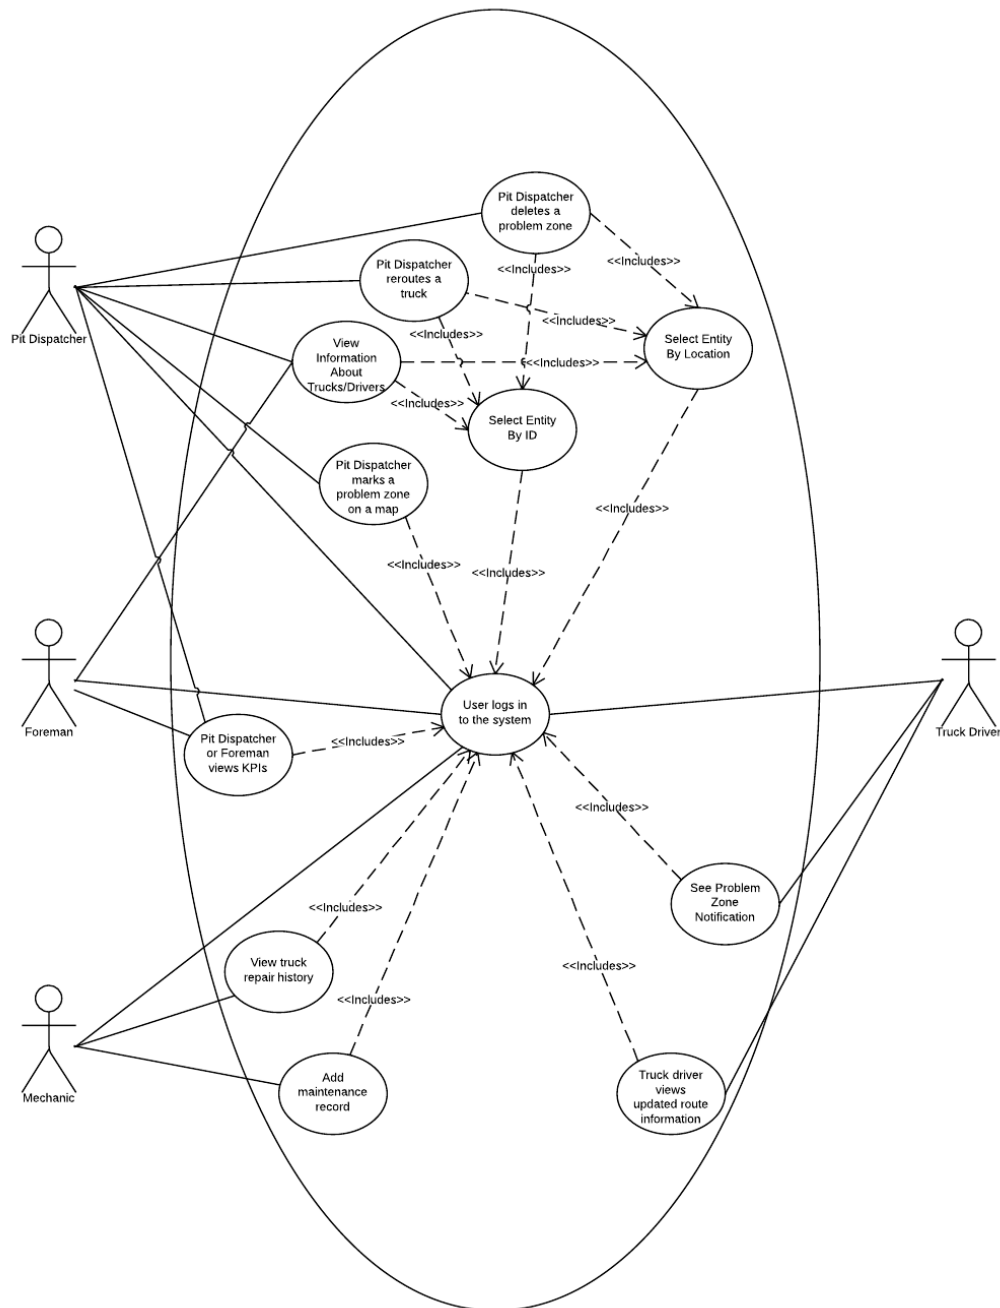 Pit Dispatcher
deletes a
problem zone
<<Includes>>
<<Includes>>
Pit Dispatcher
reroutes a
truck
Pit Dispatcher
<<Includes>>
<<Includes>>
View
Information
About
Trucks/Drivers
Select Entity
By Location
<<Includes>>
<<Includes>>
Select Entity
By ID
Pit Dispatcher
marks a
problem zone
on a map
<<Includes>>
<<Includes>>
<<Includes>>
User logs in
to the system
Foreman
Truck Driver
Pit Dispatcher
or Foreman
views KPIs
<<Includes>>
<<Includes>>
See Problem
Zone
Notification
<<Includes>>
View truck
repair history
<<Includes>>
<<Includes>>
Mechanic
Add
maintenance
record
Truck driver
views
updated route
information